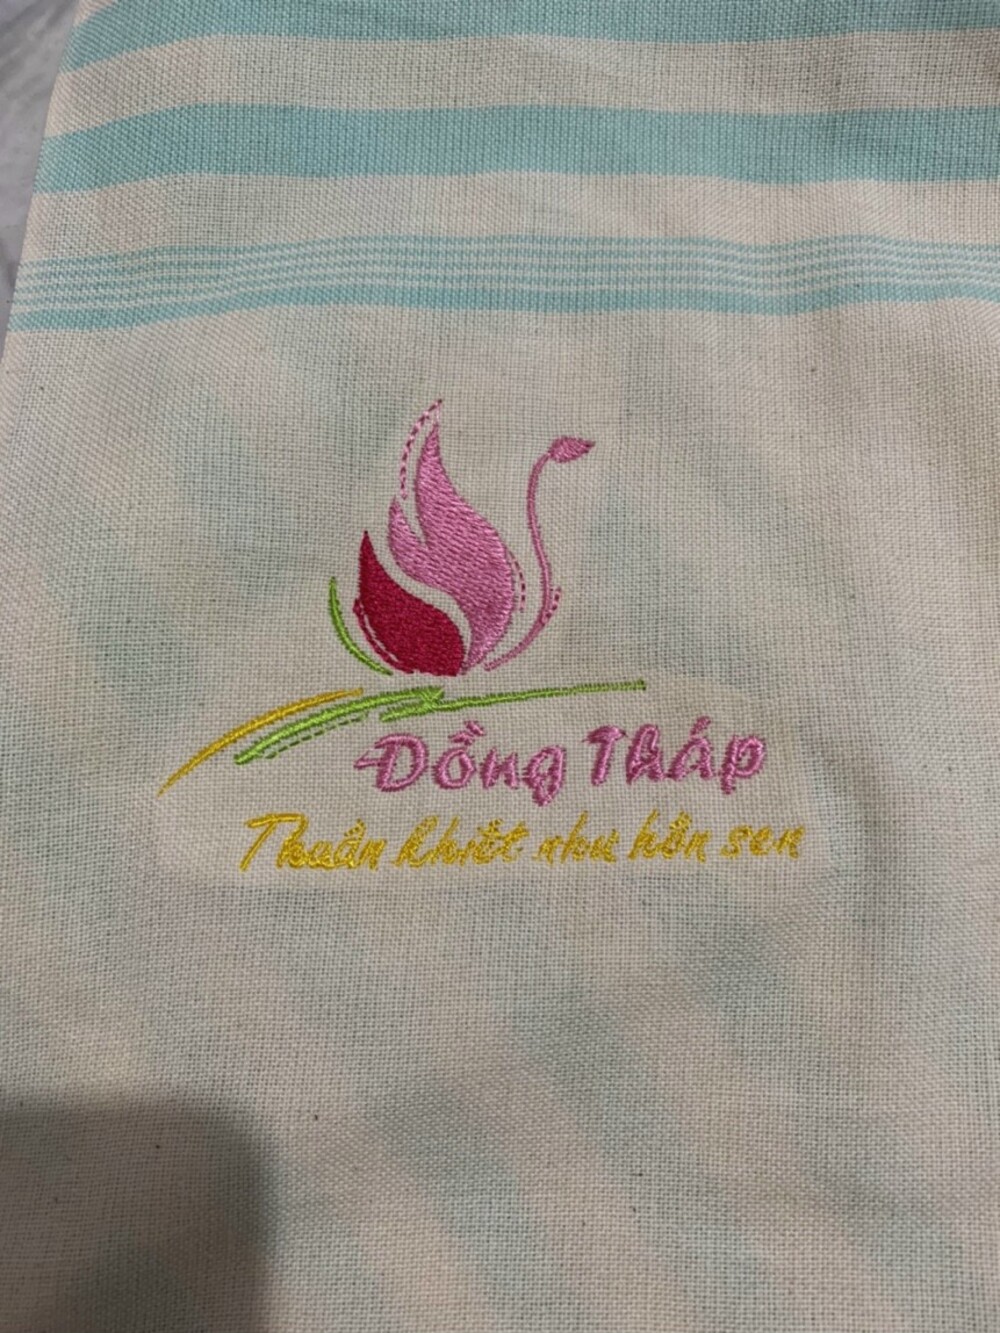 Đồng Tháp
Thuần khiết như hồn sen